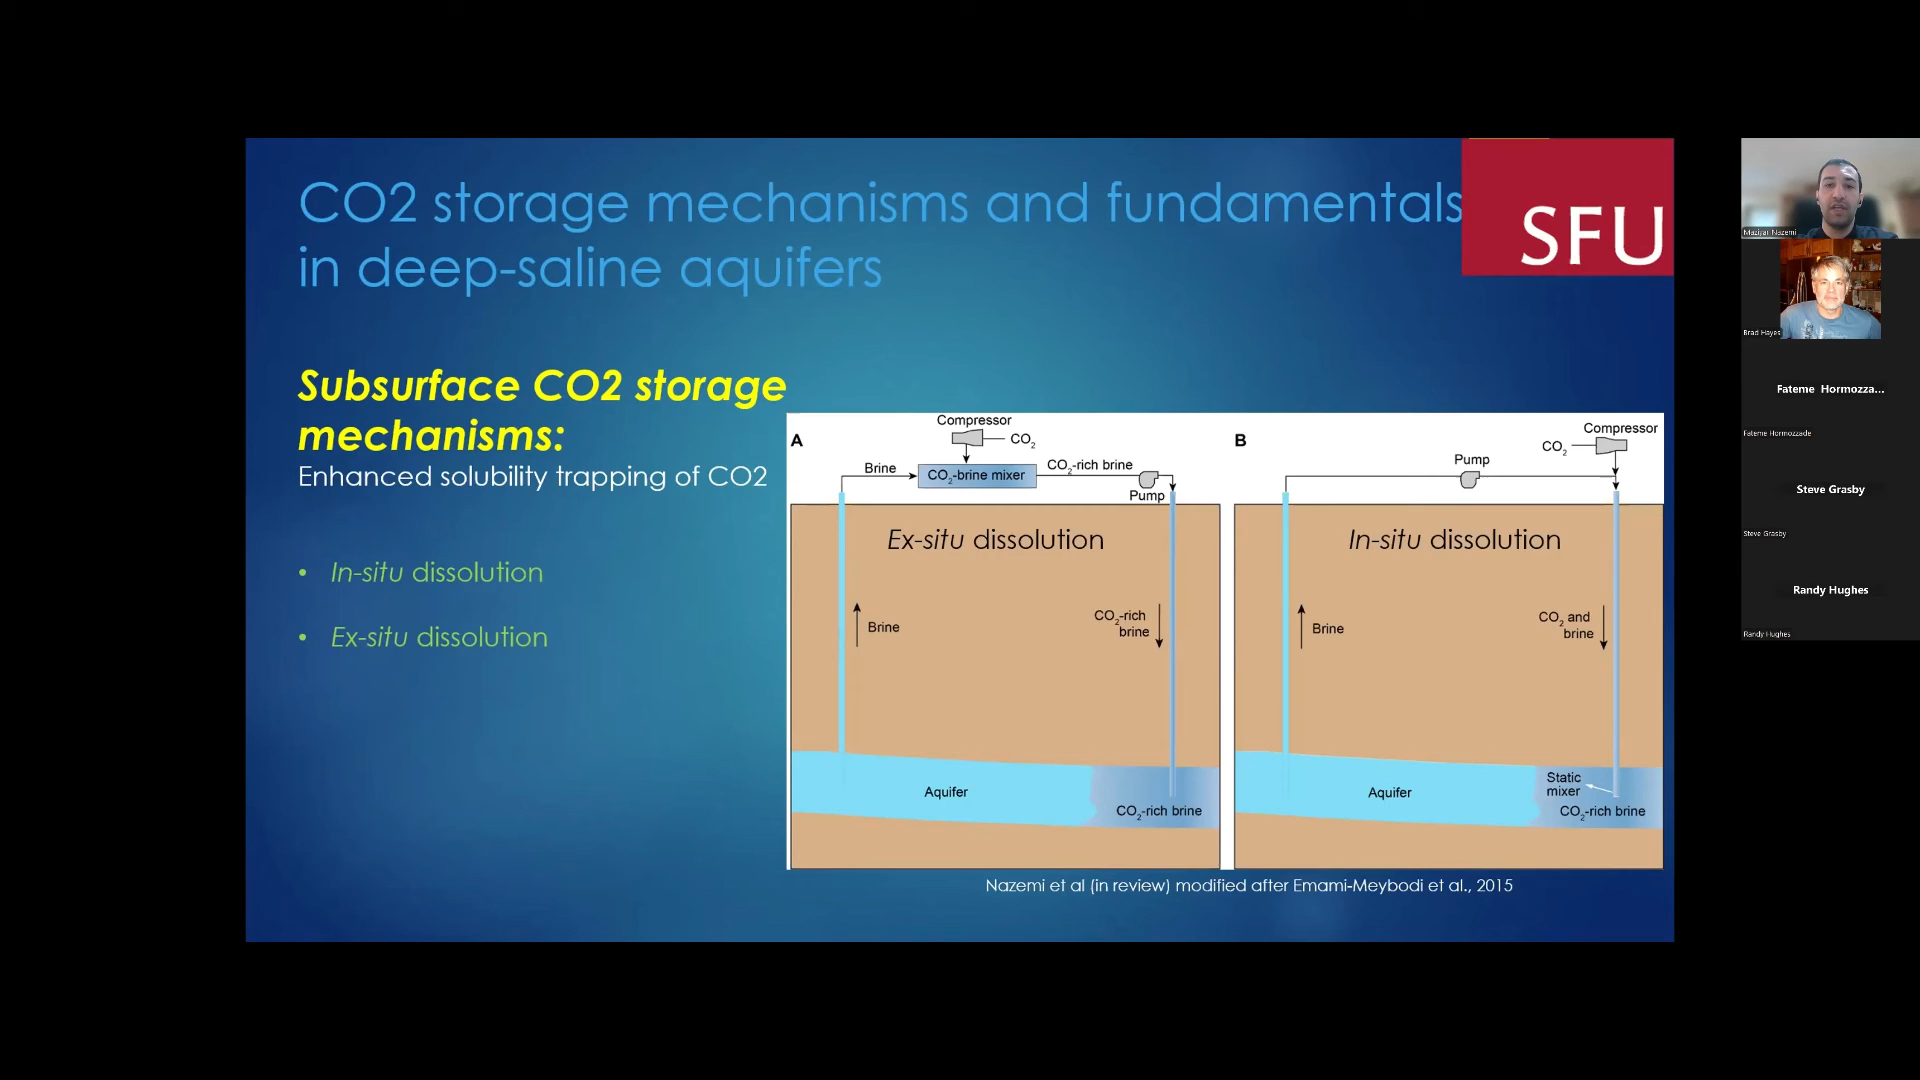 CO2 storage mechanisms and fundamentals
in deep-saline aquifers
SFU
Subsurface CO2 storage
mechanisms:
Enhanced solubility trapping of CO2
• In-situ dissolution
• Ex-situ dissolution
A
Compressor
CO2
Brine
CO2-brine mixer
CO2-rich brine
Pump
Ex-situ dissolution
Brine
CO2-rich
brine
Aquifer
CO2-rich brine
B
Compressor
CO2
Pump
In-situ dissolution
Brine
CO2 and
brine
Static
mixer
Aquifer
CO2-rich brine
Nazemi et al (in review) modified after Emami-Meybodi et al., 2015
Maziyar Nazemi
Brad Hayes
Fateme Hormozza...
Fateme Hormozzade
Steve Grasby
Steve Grasby
Randy Hughes
Randy Hughes